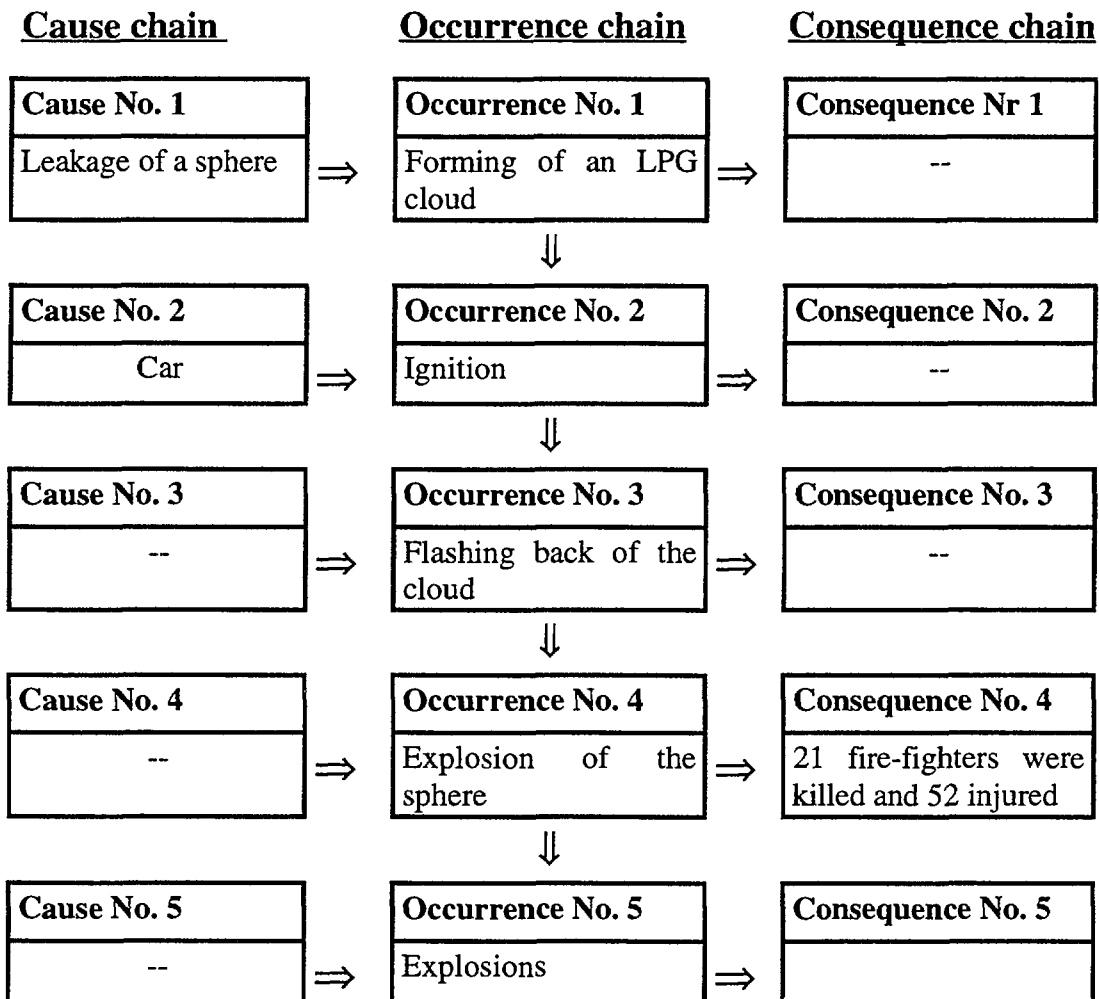 Cause chain
Occurrence chain
Consequence chain
Cause No. 1
Leakage of a sphere
⇒
Occurrence No. 1
Forming of an LPG
cloud
⇒
Consequence Nr 1
--
⇓
Cause No. 2
Car
⇒
Occurrence No. 2
Ignition
⇒
Consequence No. 2
--
⇓
Cause No. 3
--
⇒
Occurrence No. 3
Flashing back of the
cloud
⇒
Consequence No. 3
--
⇓
Cause No. 4
--
⇒
Occurrence No. 4
Explosion of the
sphere
⇒
Consequence No. 4
21 fire-fighters were
killed and 52 injured
⇓
Cause No. 5
--
⇒
Occurrence No. 5
Explosions
⇒
Consequence No. 5